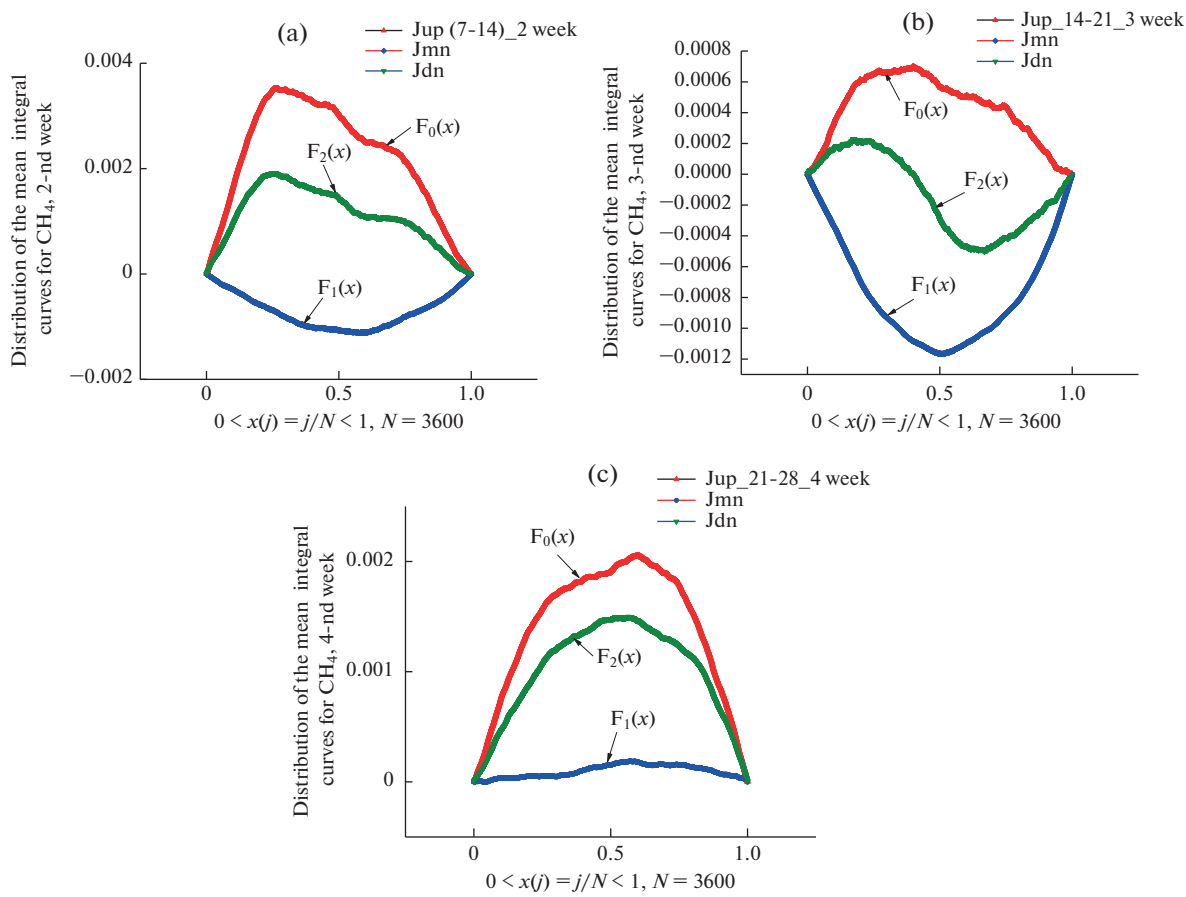 (a)
Jup (7-14)_2 week
Jmn
Jdn
Distribution of the mean integral
curves for CH₄, 2-nd week
0.004
0.002
0
−0.002
F₀(x)
F₂(x)
F₁(x)
0
0.5
1.0
0 < x(j) = j/N < 1, N = 3600
(b)
Jup_14-21_3 week
Jmn
Jdn
Distribution of the mean integral
curves for CH₄, 3-nd week
0.0008
0.0006
0.0004
0.0002
0.0000
−0.0002
−0.0004
−0.0006
−0.0008
−0.0010
−0.0012
F₀(x)
F₂(x)
F₁(x)
0
0.5
1.0
0 < x(j) = j/N < 1, N = 3600
(c)
Jup_21-28_4 week
Jmn
Jdn
Distribution of the mean integral
curves for CH₄, 4-nd week
0.002
0.001
0
F₀(x)
F₂(x)
F₁(x)
0
0.5
1.0
0 < x(j) = j/N < 1, N = 3600